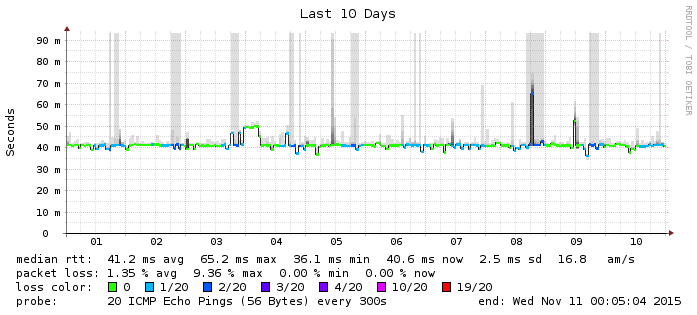 Last 10 Days
RRDTOOL / TOBI OETIKER
Seconds
90 m
80 m
70 m
60 m
50 m
40 m
30 m
20 m
10 m
0
01 02 03 04 05 06 07 08 09 10
median rtt: 41.2 ms avg 65.2 ms max 36.1 ms min 40.6 ms now 2.5 ms sd 16.8 am/s
packet loss: 1.35 % avg 9.36 % max 0.00 % min 0.00 % now
loss color: 0 1/20 2/20 3/20 4/20 10/20 19/20
probe: 20 ICMP Echo Pings (56 Bytes) every 300s end: Wed Nov 11 00:05:04 2015